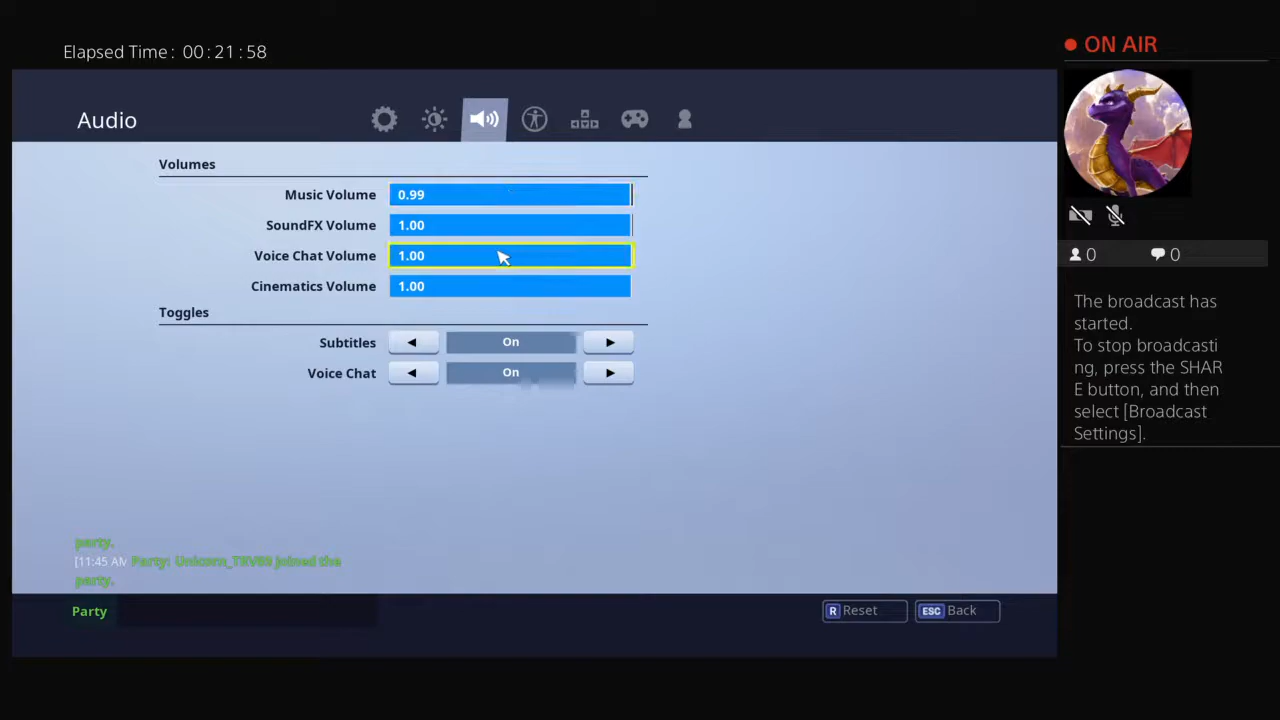 Elapsed Time: 00:21:58
ON AIR
Audio
Volumes
Music Volume 0.99
SoundFX Volume 1.00
Voice Chat Volume 1.00
Cinematics Volume 1.00
Toggles
Subtitles On
Voice Chat On
0 0
The broadcast has
started.
To stop broadcasti
ng, press the SHAR
E button, and then
select [Broadcast
Settings].
party.
[11:45 AM Party: joined the
party.
Party
R Reset ESC Back